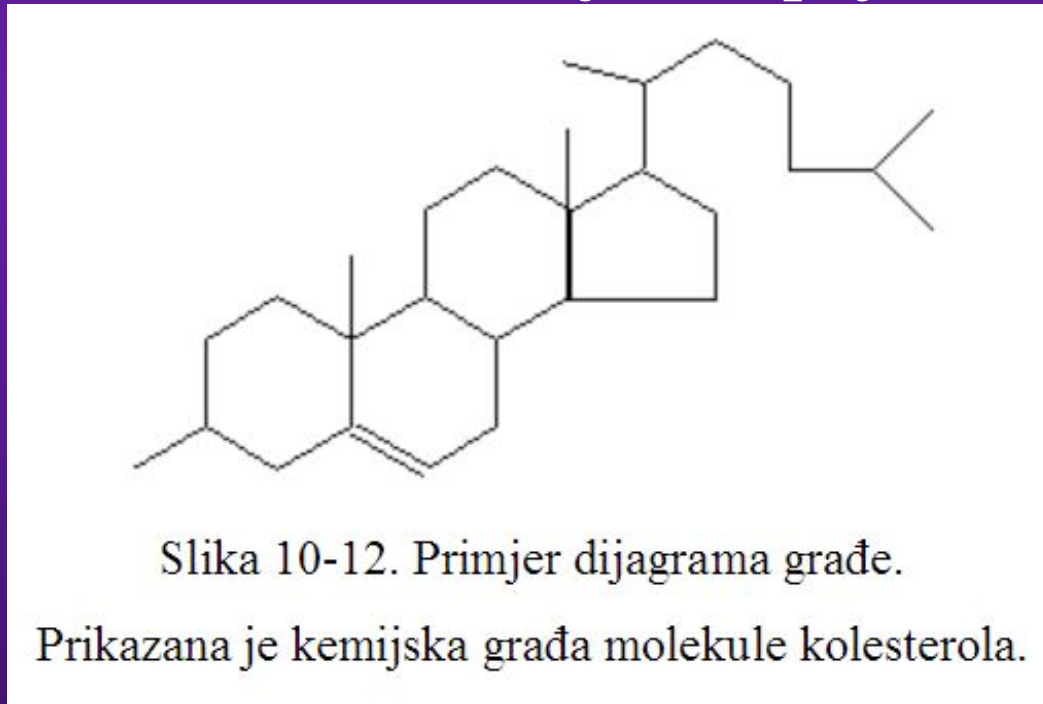 Slika 10-12. Primjer dijagrama građe.
Prikazana je kemijska građa molekule kolesterola.